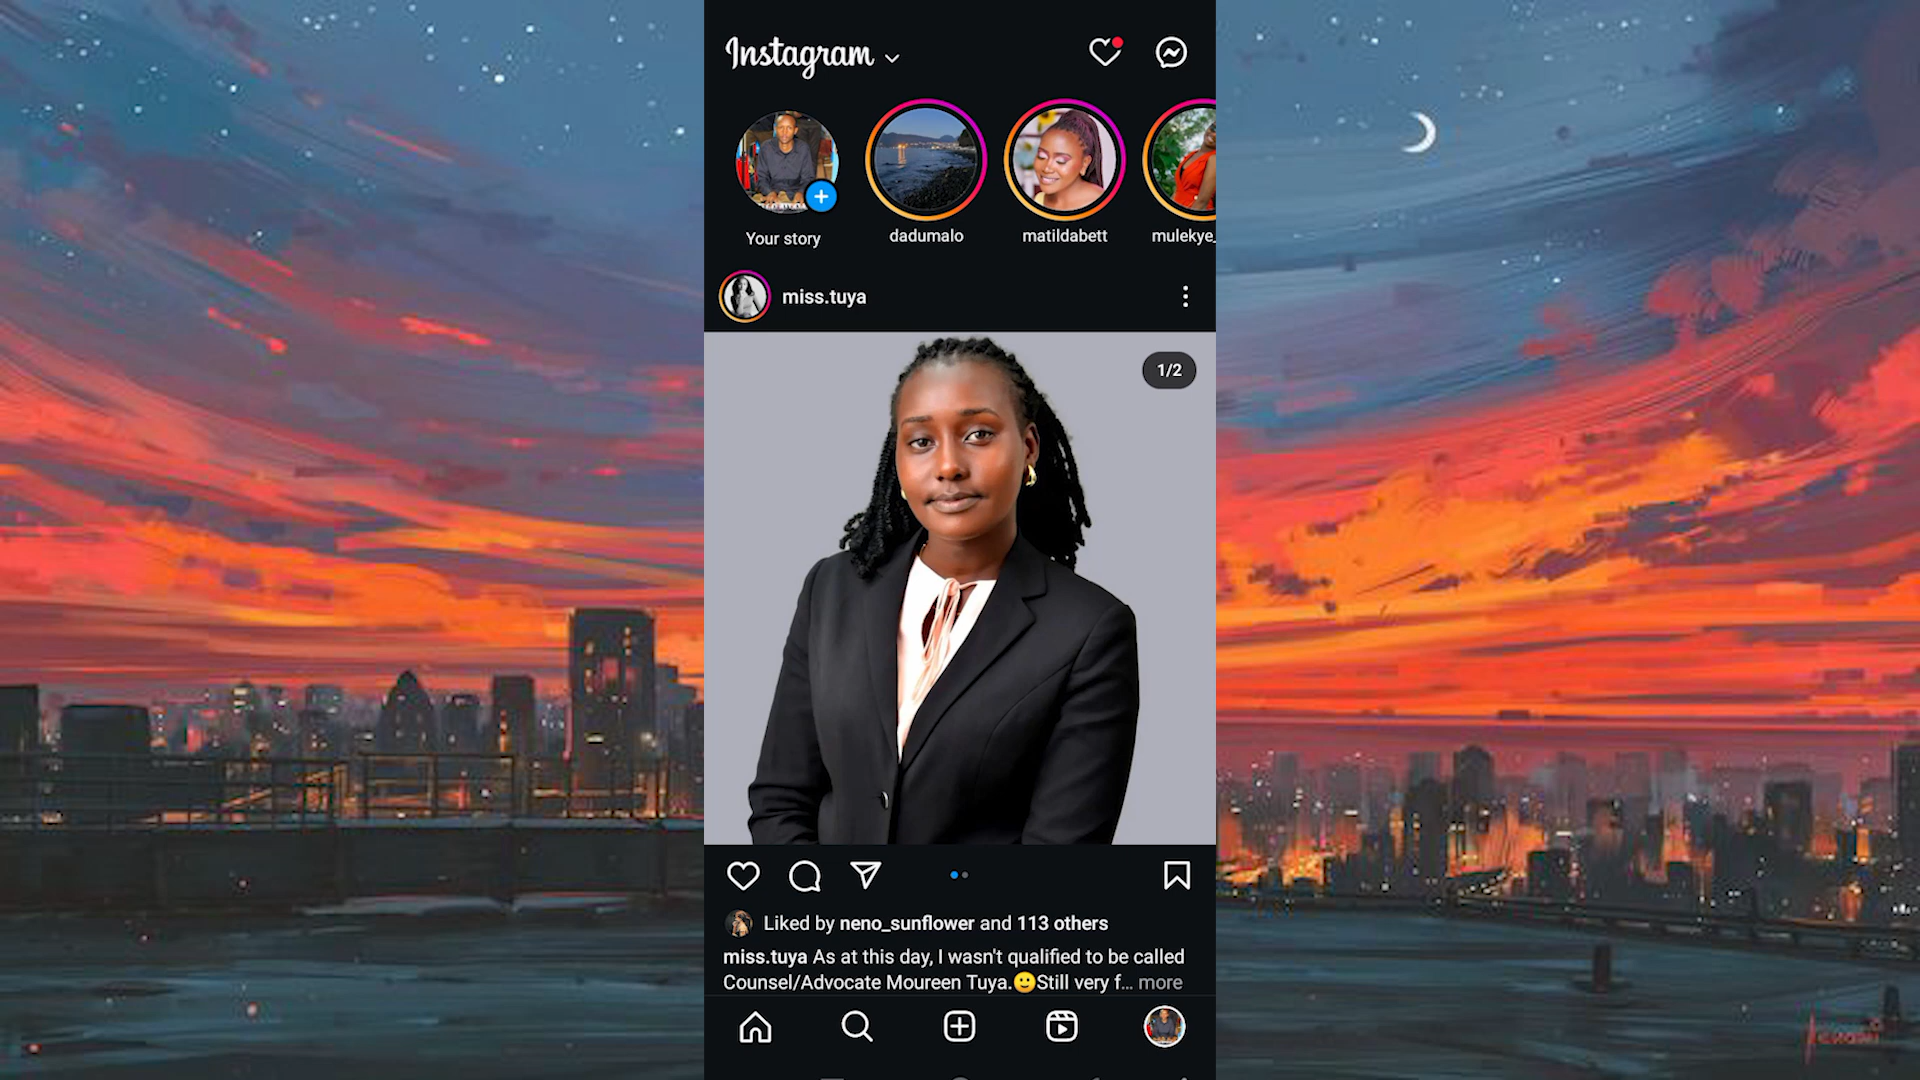 Instagram
Your story
dadumalo
matildabett
mulekye_
miss.tuya
1/2
Liked by neno_sunflower and 113 others
miss.tuya As at this day, I wasn't qualified to be called
Counsel/Advocate Moureen Tuya.🙂Still very f... more